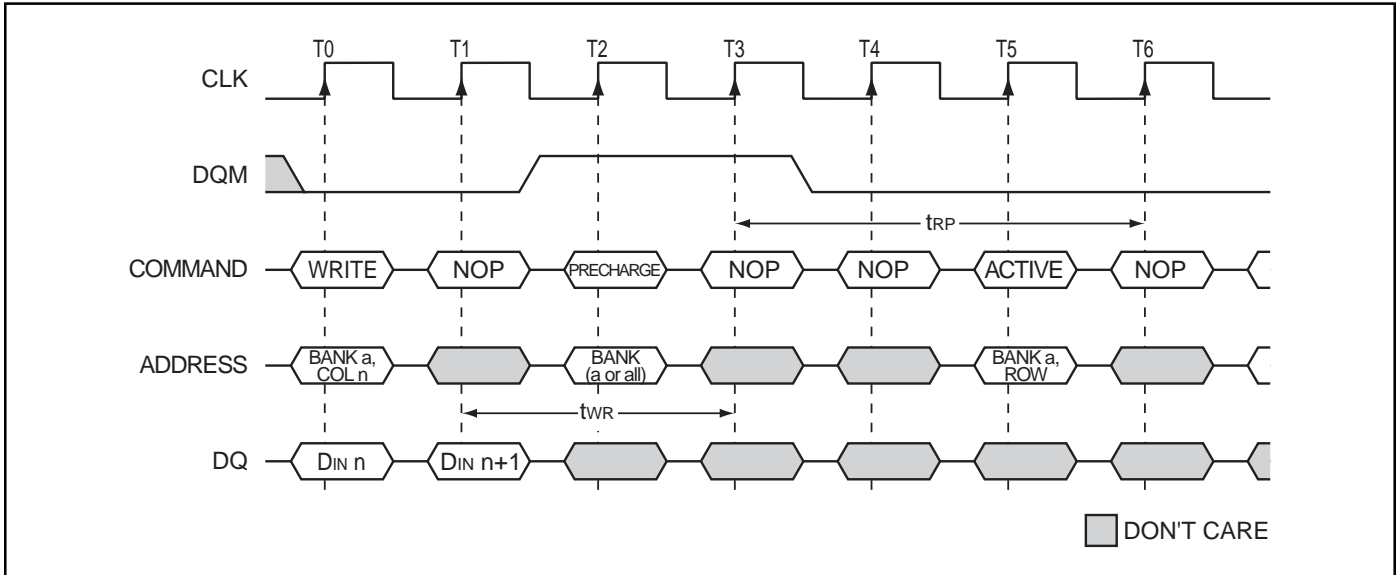 T0 T1 T2 T3 T4 T5 T6
CLK
DQM
tRP
COMMAND WRITE NOP PRECHARGE NOP NOP ACTIVE NOP
ADDRESS BANK a, COL n BANK (a or all) BANK a, ROW
tWR
DQ DIN n DIN n+1
DON'T CARE